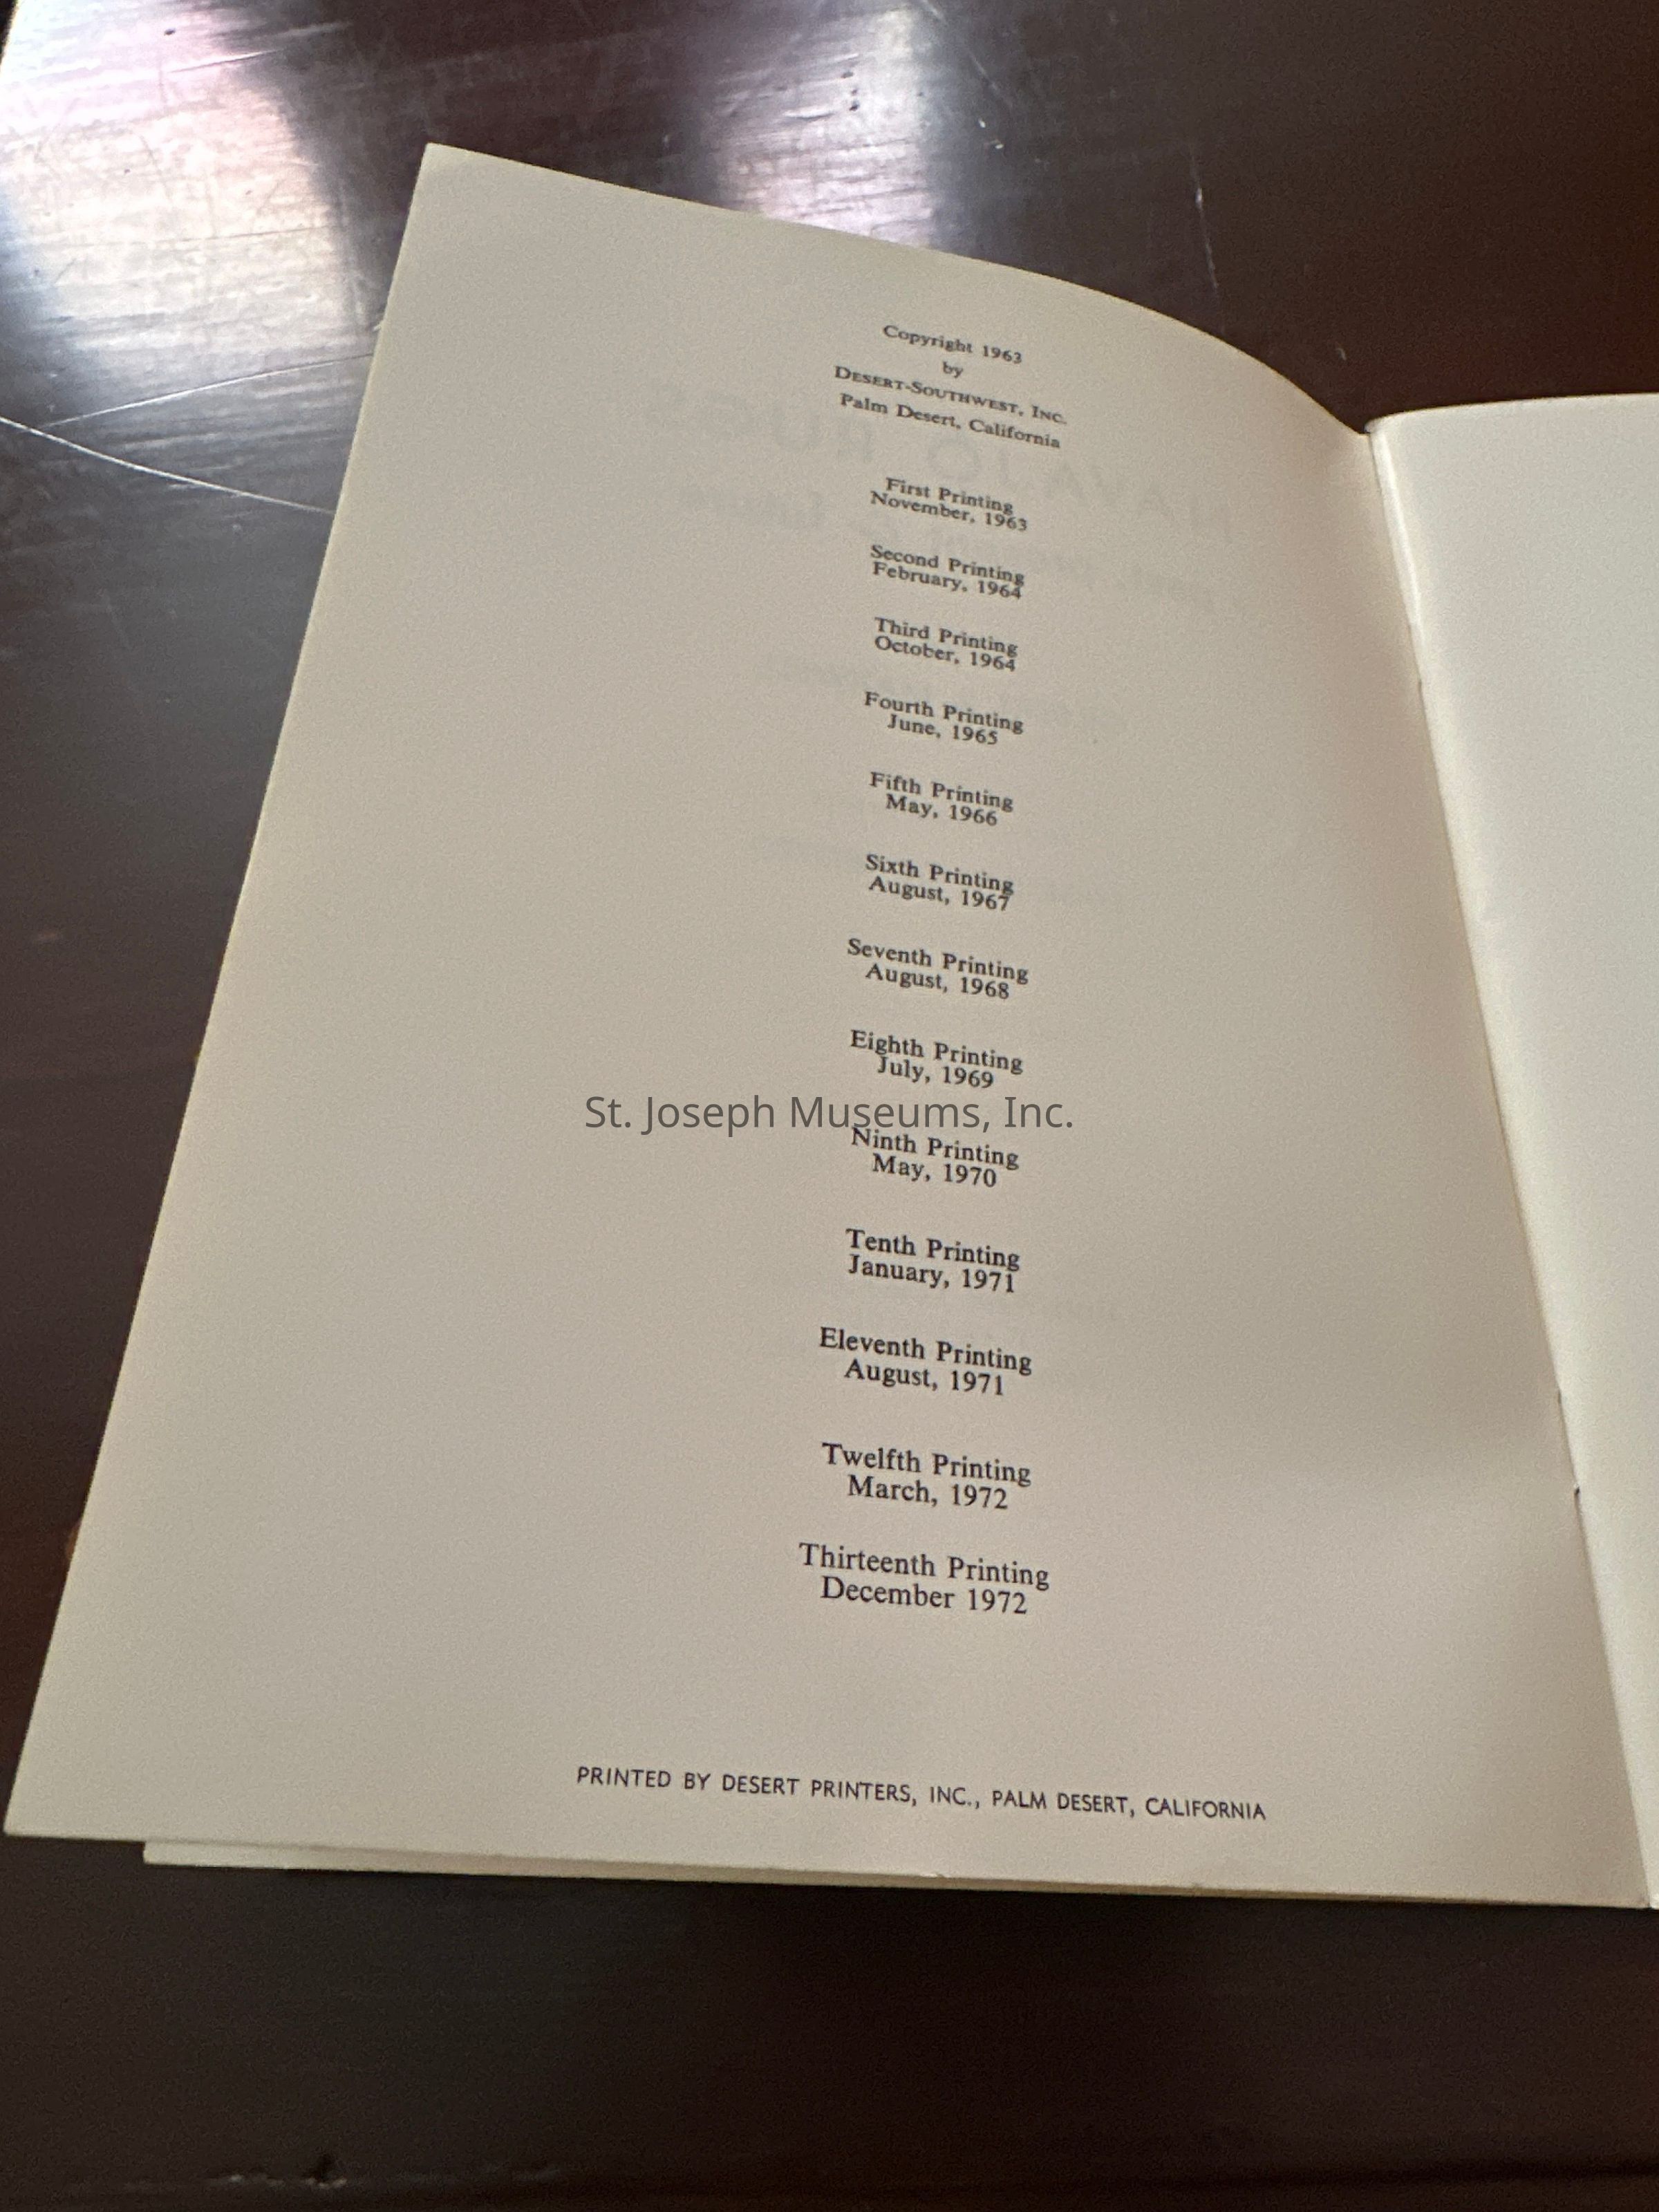 Copyright 1963
by
DESERT-SOUTHWEST, INC.
Palm Desert, California
First Printing
November, 1963
Second Printing
February, 1964
Third Printing
October, 1964
Fourth Printing
June, 1965
Fifth Printing
May, 1966
Sixth Printing
August, 1967
Seventh Printing
August, 1968
Eighth Printing
July, 1969
St. Joseph Museums, Inc.
Ninth Printing
May, 1970
Tenth Printing
January, 1971
Eleventh Printing
August, 1971
Twelfth Printing
March, 1972
Thirteenth Printing
December 1972
PRINTED BY DESERT PRINTERS, INC., PALM DESERT, CALIFORNIA